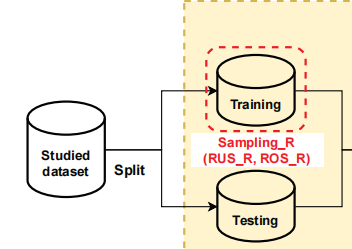 Training
Sampling_R
(RUS_R, ROS_R)
Studied
dataset
Split
Testing